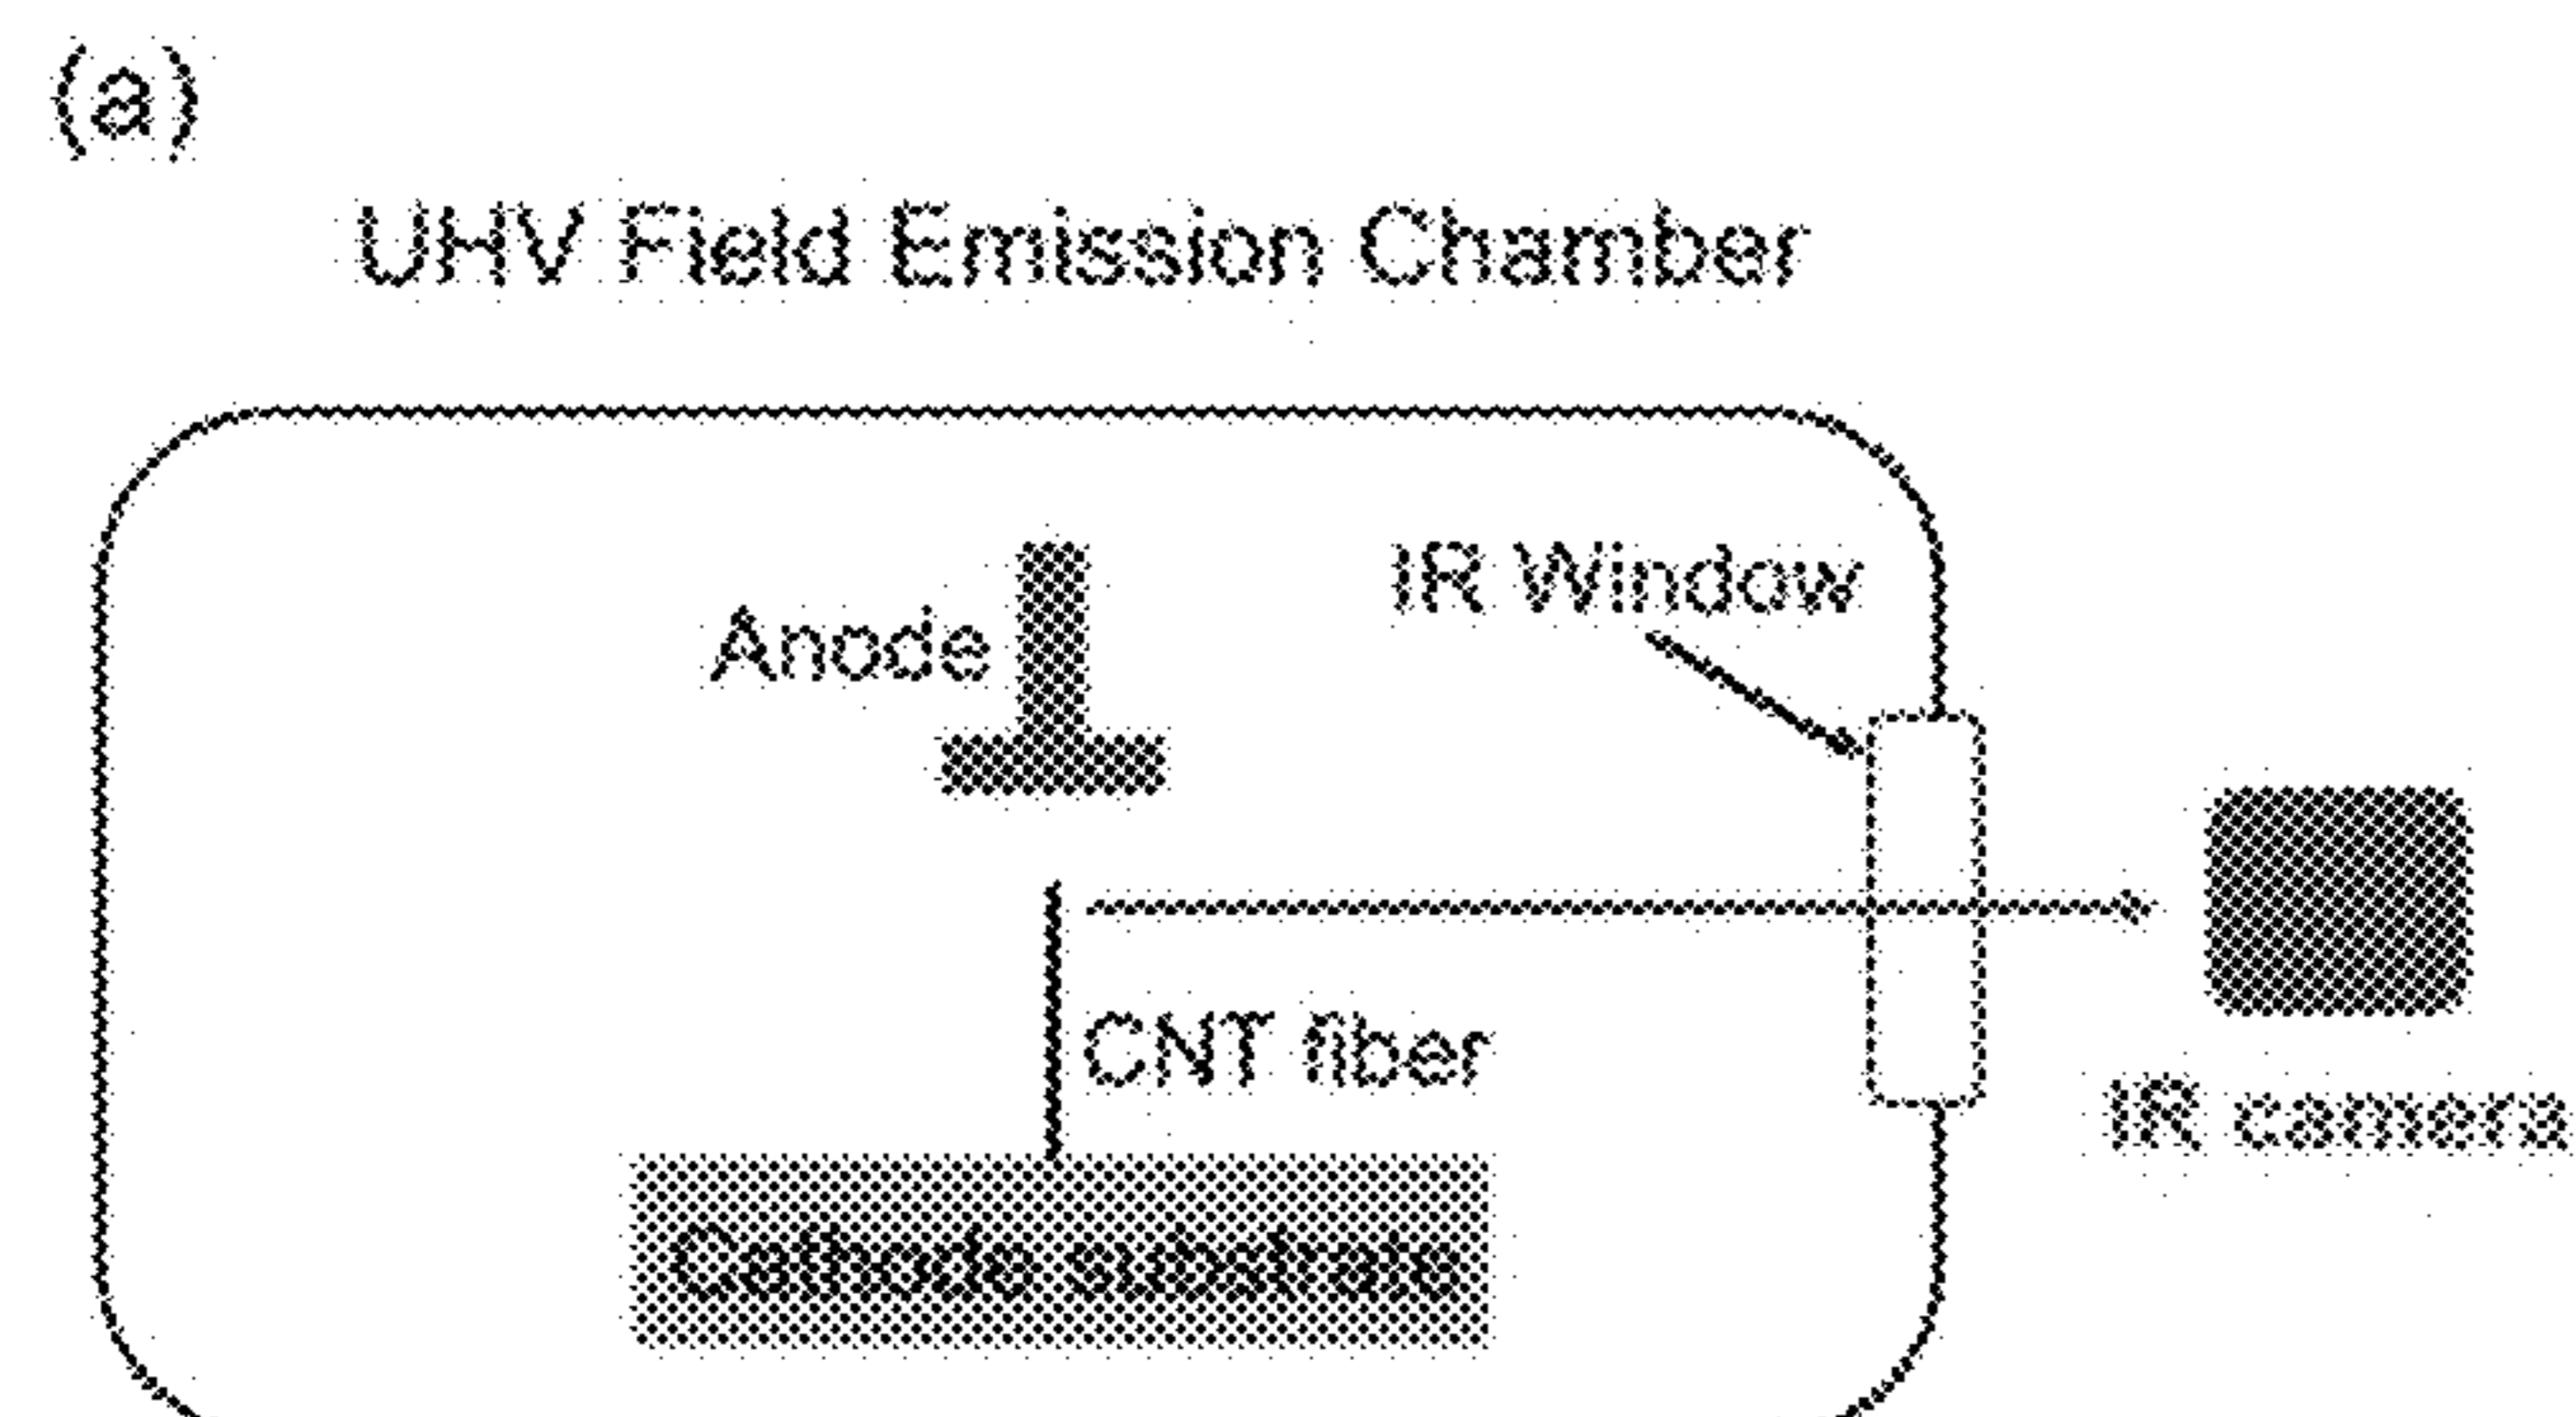 (a)
UHV Field Emission Chamber
IR Window
Anode
CNT fiber
IR camera
Cathode substrate